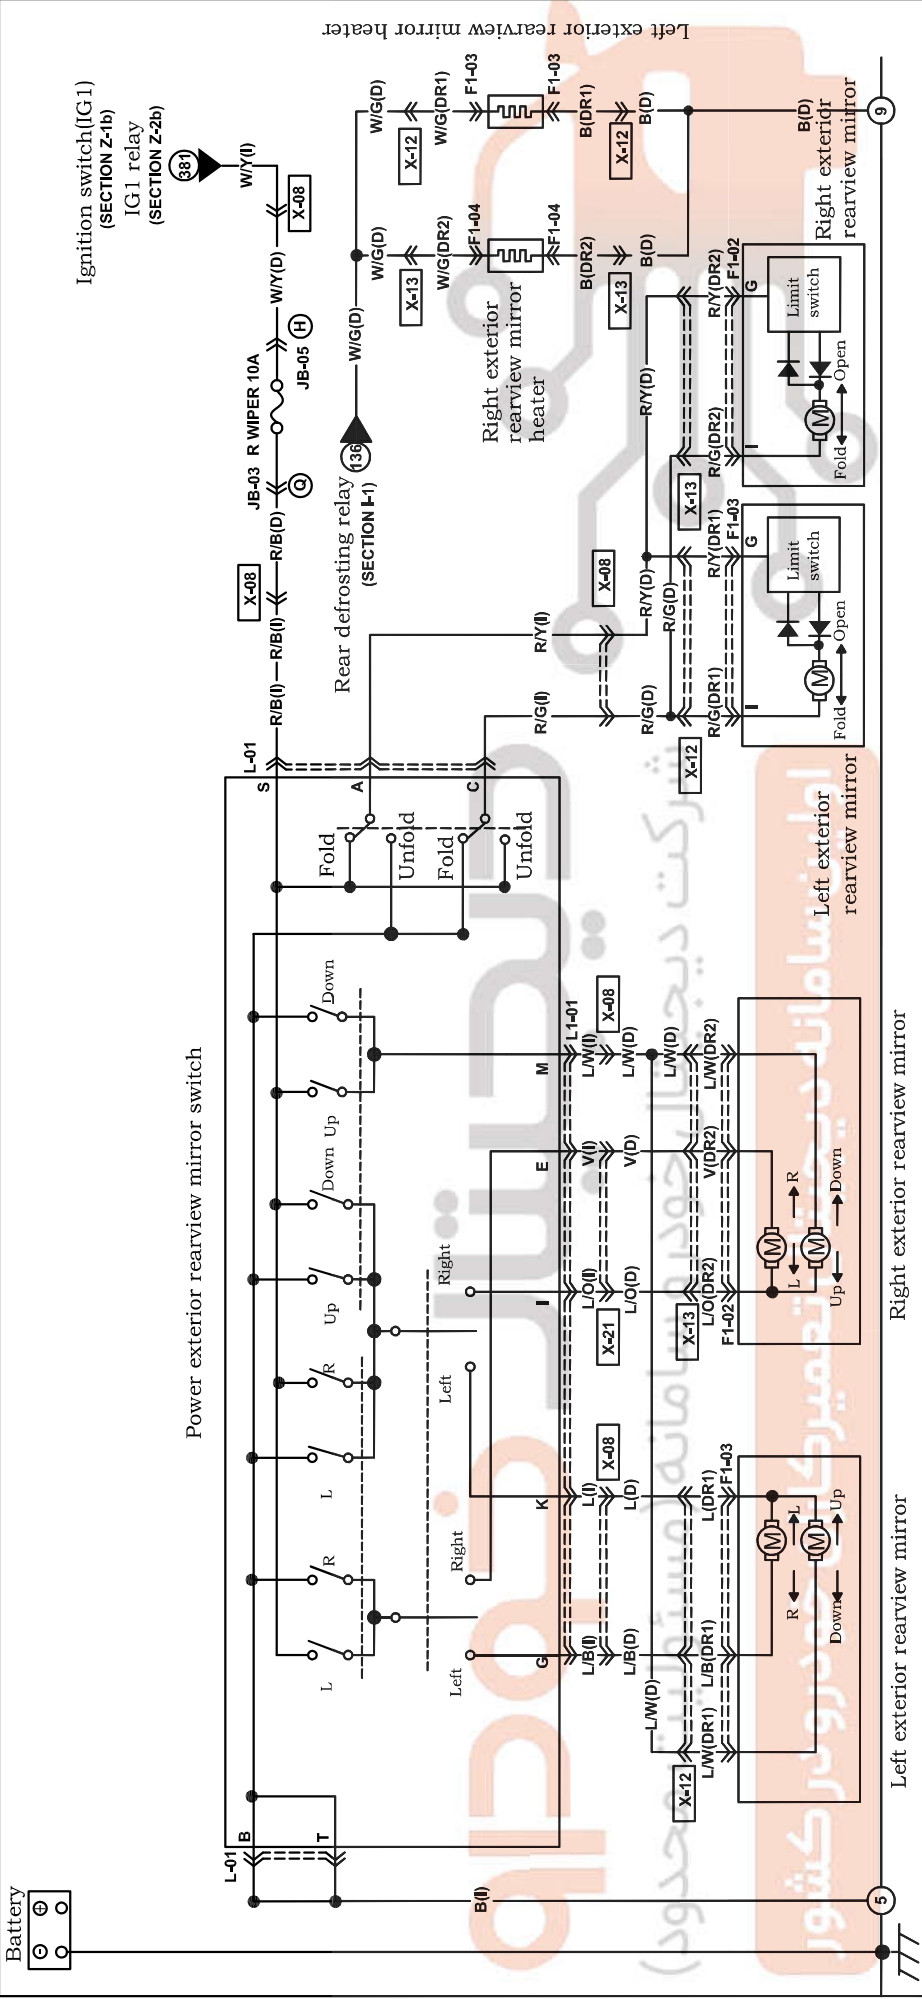 Battery
L-01
B
T
B(I)
5
Power exterior rearview mirror switch
L
R
L
R
Up
Down
Up
Down
Left
Right
Left
Right
G
K
I
E
M
L1-01
Fold
Unfold
Fold
Unfold
S
A
C
L-01
R/B(I)
R/B(I)
X-08
R/B(D)
Q
JB-03
R WIPER 10A
JB-05
H
W/Y(D)
X-08
W/Y(I)
381
Ignition switch(IG1)
(SECTION Z-1b)
IG1 relay
(SECTION Z-2b)
Rear defrosting relay
(SECTION I-1)
136
W/G(D)
W/G(D)
X-13
W/G(DR2)
F1-04
F1-04
B(DR2)
X-13
B(D)
Right exterior
rearview mirror
heater
W/G(D)
X-12
W/G(DR1)
F1-03
F1-03
B(DR1)
X-12
B(D)
Left exterior rearview mirror heater
B(D)
9
R/G(I)
R/Y(I)
X-08
R/G(D)
R/Y(D)
R/G(D)
R/Y(D)
X-12
R/G(DR1)
R/Y(DR1)
F1-03
I
G
M
Limit
switch
Fold
Open
Left exterior
rearview mirror
X-13
R/G(DR2)
R/Y(DR2)
F1-02
I
G
M
Limit
switch
Fold
Open
Right exterior
rearview mirror
L/B(I)
L(I)
L/O(I)
V(I)
L/W(I)
X-08
X-21
X-08
L/B(D)
L(D)
L/O(D)
V(D)
L/W(D)
L/W(D)
L/W(D)
X-12
L/W(DR1)
L/B(DR1)
L(DR1)
F1-03
M
M
R
L
Down
Up
Left exterior rearview mirror
X-13
L/O(DR2)
V(DR2)
L/W(DR2)
F1-02
M
M
L
R
Up
Down
Right exterior rearview mirror